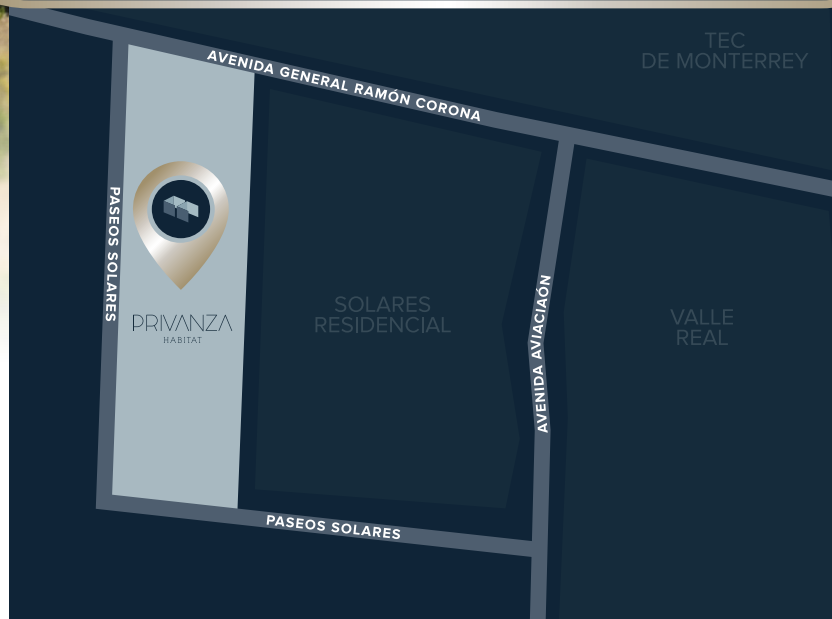 TEC
DE MONTERREY
AVENIDA GENERAL RAMÓN CORONA
PASEOS SOLARES
PRIVANZA
HABITAT
SOLARES
RESIDENCIAL
AVENIDA AVIACIAÓN
VALLE
REAL
PASEOS SOLARES